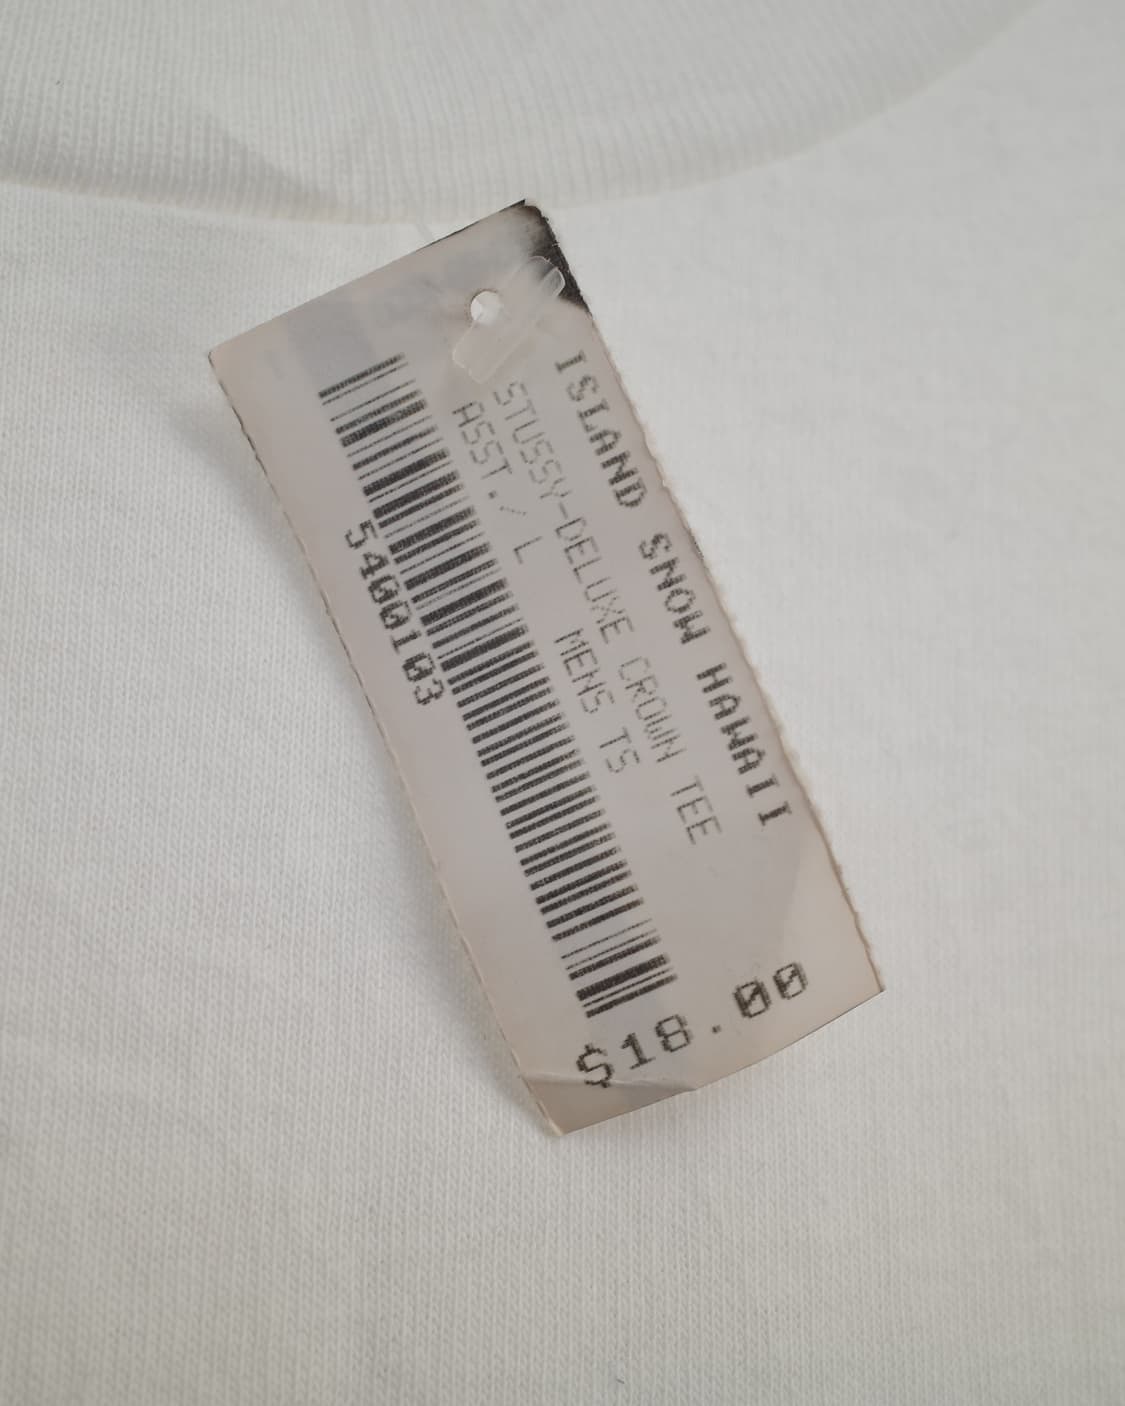 ISLAND SNOW HAWAII
STUSSY-DELUXE CROWN TEE
ASST./ L MENS TS
5400103
$18.00